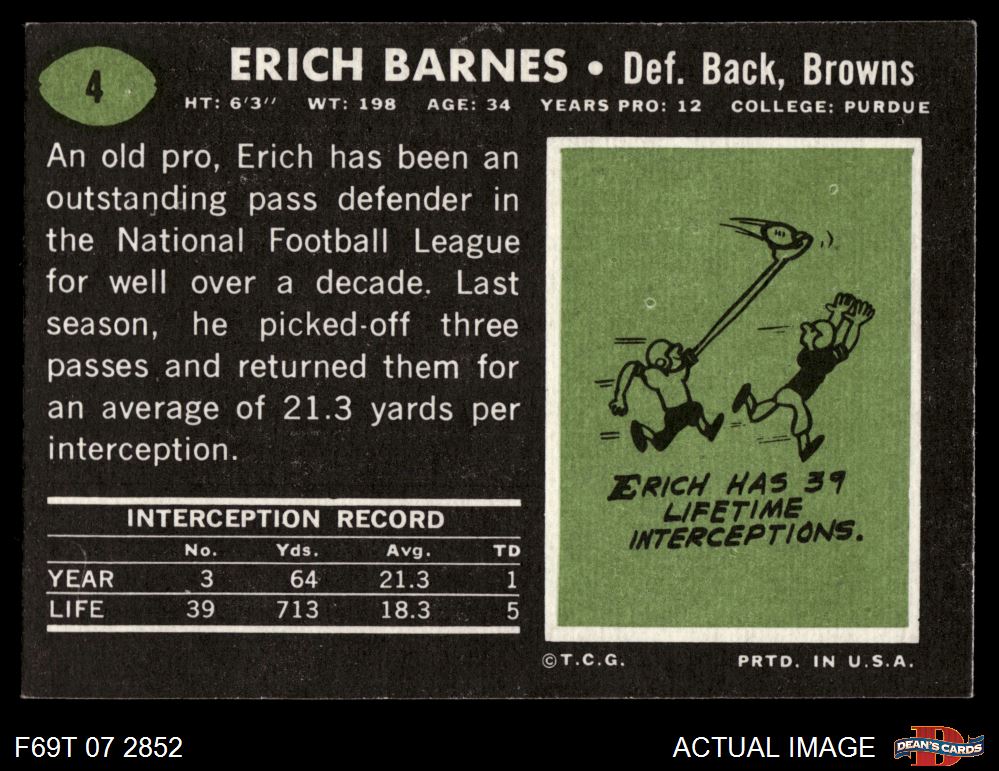 4
ERICH BARNES • Def. Back, Browns
HT: 6'3" WT: 198 AGE: 34 YEARS PRO: 12 COLLEGE: PURDUE
An old pro, Erich has been an
outstanding pass defender in
the National Football League
for well over a decade. Last
season, he picked-off three
passes and returned them for
an average of 21.3 yards per
interception.
INTERCEPTION RECORD
No. Yds. Avg. TD
YEAR 3 64 21.3 1
LIFE 39 713 18.3 5
ERICH HAS 39
LIFETIME
INTERCEPTIONS.
©T.C.G. PRTD. IN U.S.A.
F69T 07 2852
ACTUAL IMAGE
DEAN'S CARDS